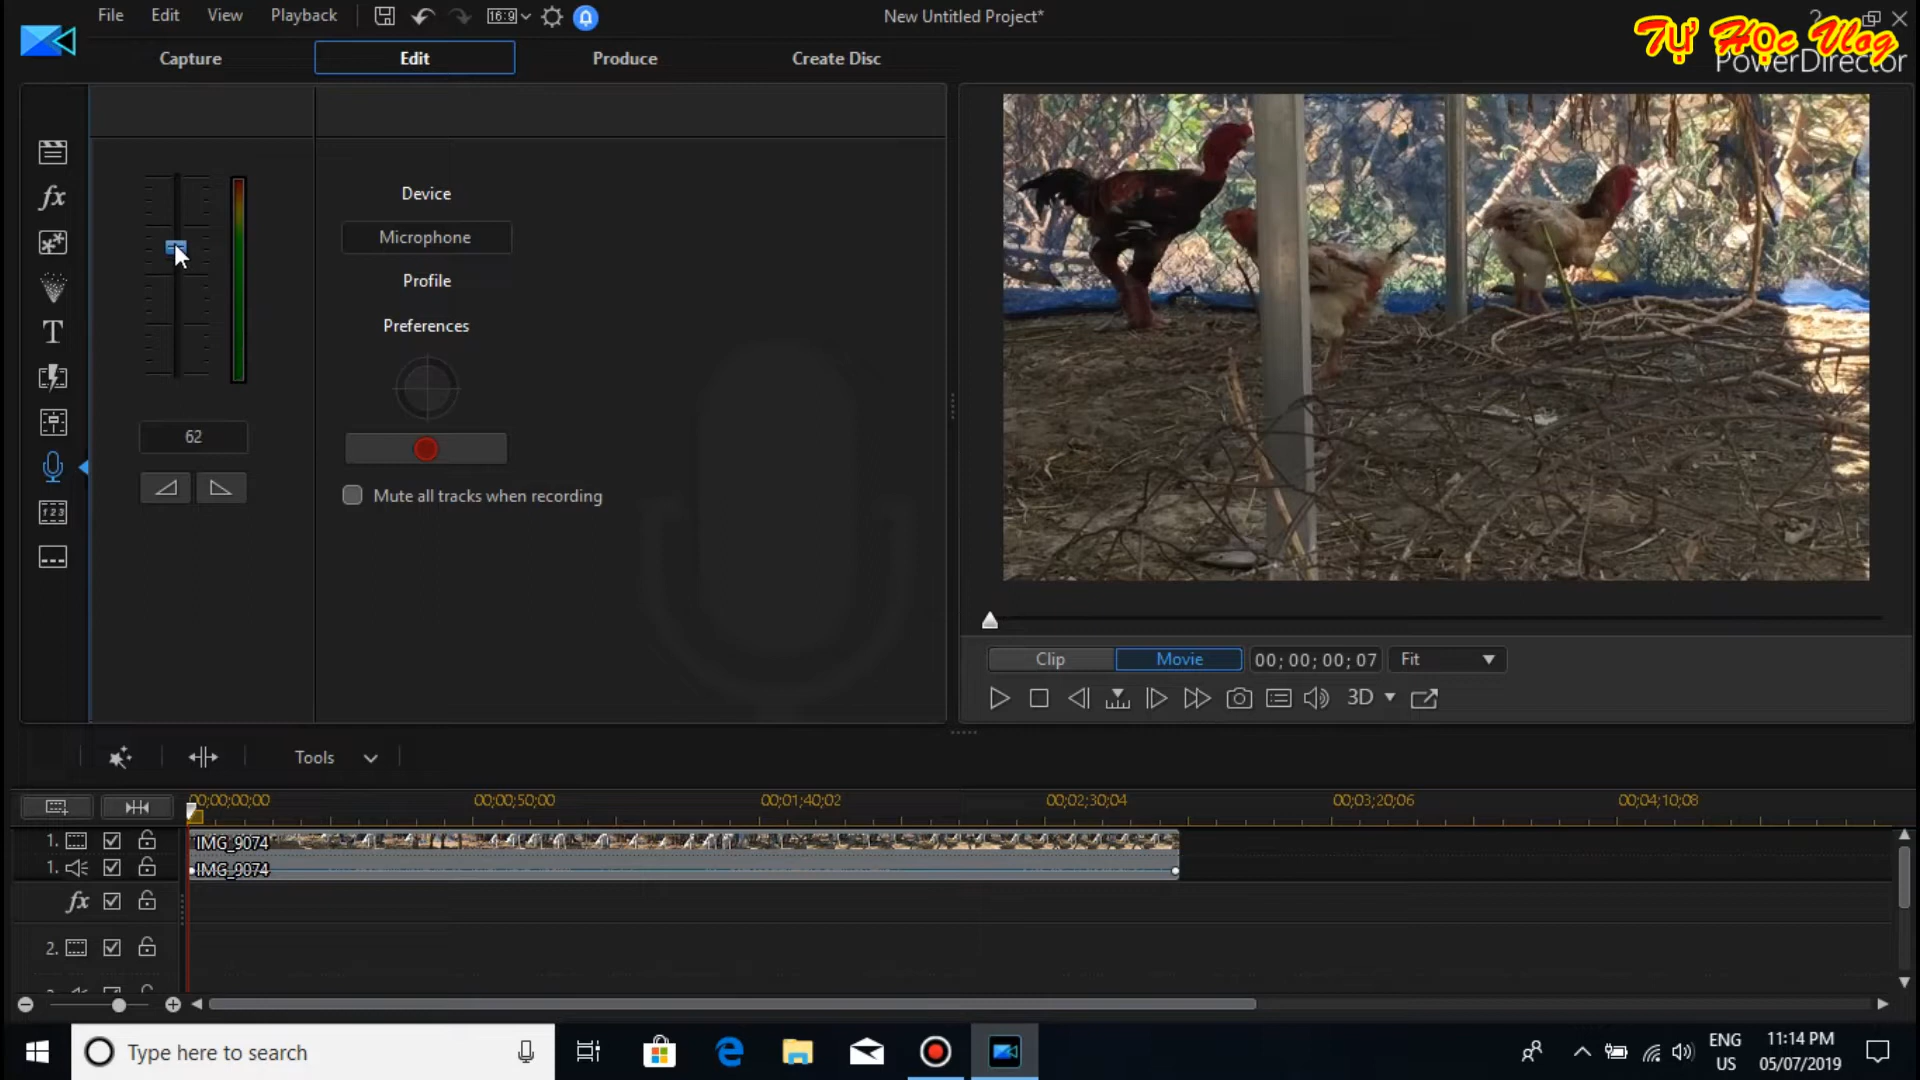 File Edit View Playback 16:9 New Untitled Project* ?
Tự Học Vlog
PowerDirector
Capture Edit Produce Create Disc
Device
Microphone
Profile
Preferences
62
Mute all tracks when recording
fx
T
123
Clip Movie 00; 00; 00; 07 Fit
3D
Tools
00;00;00;00 00;00;50;00 00;01;40;02 00;02;30;04 00;03;20;06 00;04;10;08
1. IMG_9074
1. IMG_9074
fx
2.
Type here to search
ENG 11:14 PM
US 05/07/2019